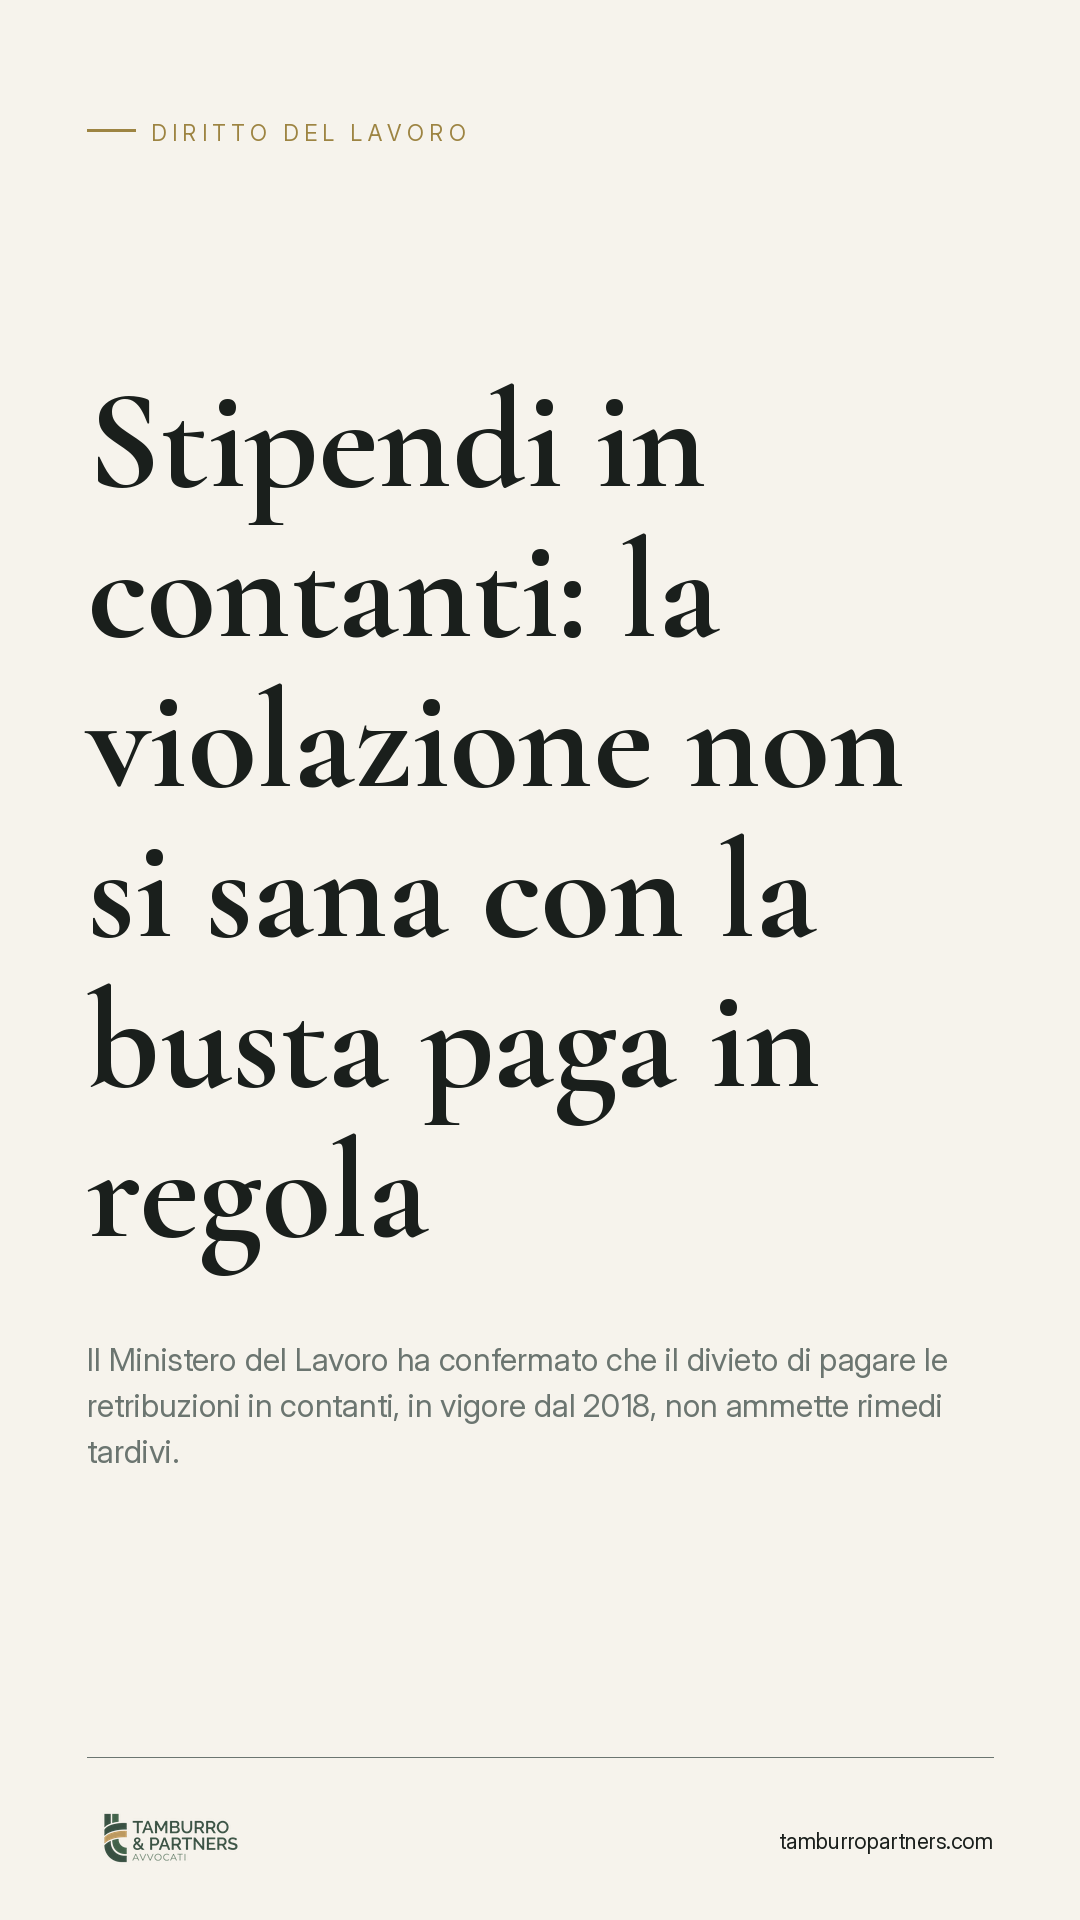 DIRITTO DEL LAVORO
Stipendi in
contanti: la
violazione non
si sana con la
busta paga in
regola
Il Ministero del Lavoro ha confermato che il divieto di pagare le
retribuzioni in contanti, in vigore dal 2018, non ammette rimedi
tardivi.
TAMBURRO
& PARTNERS
AVVOCATI
tamburropartners.com